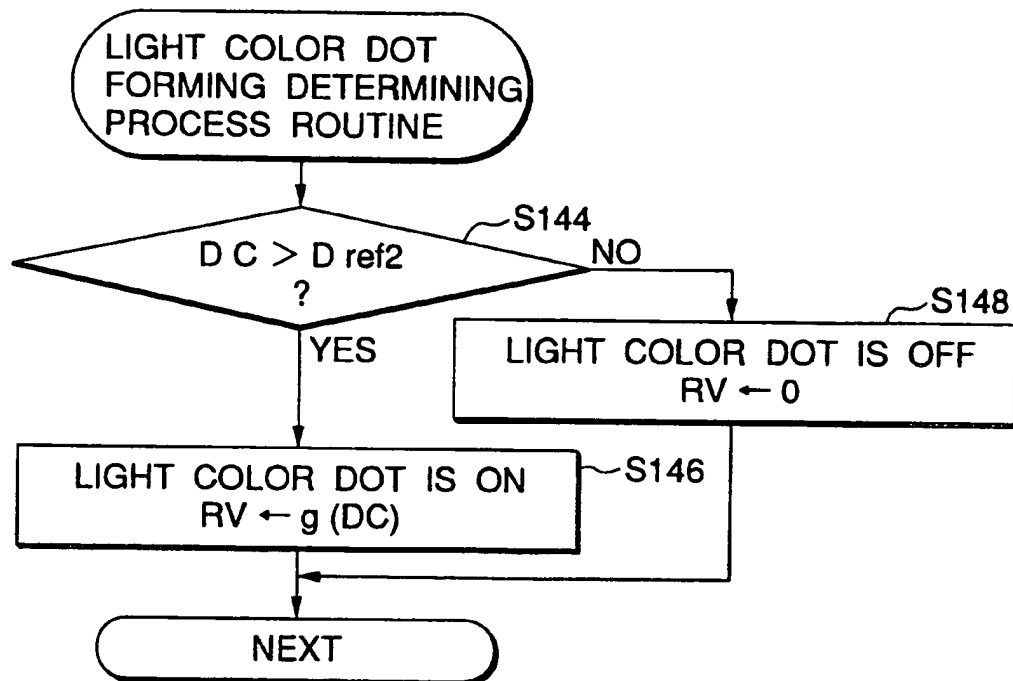 LIGHT COLOR DOT
FORMING DETERMINING
PROCESS ROUTINE
S144
D C > D ref2
?
NO
YES
S148
LIGHT COLOR DOT IS OFF
RV ← 0
S146
LIGHT COLOR DOT IS ON
RV ← g (DC)
NEXT